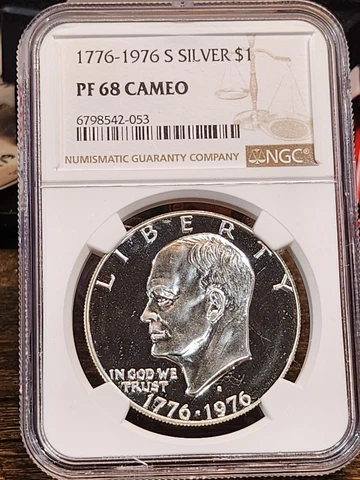 1776-1976 S SILVER $1
PF 68 CAMEO
6798542-053
NUMISMATIC GUARANTY COMPANY NGC®
LIBERTY
IN GOD WE
TRUST
S
1776·1976